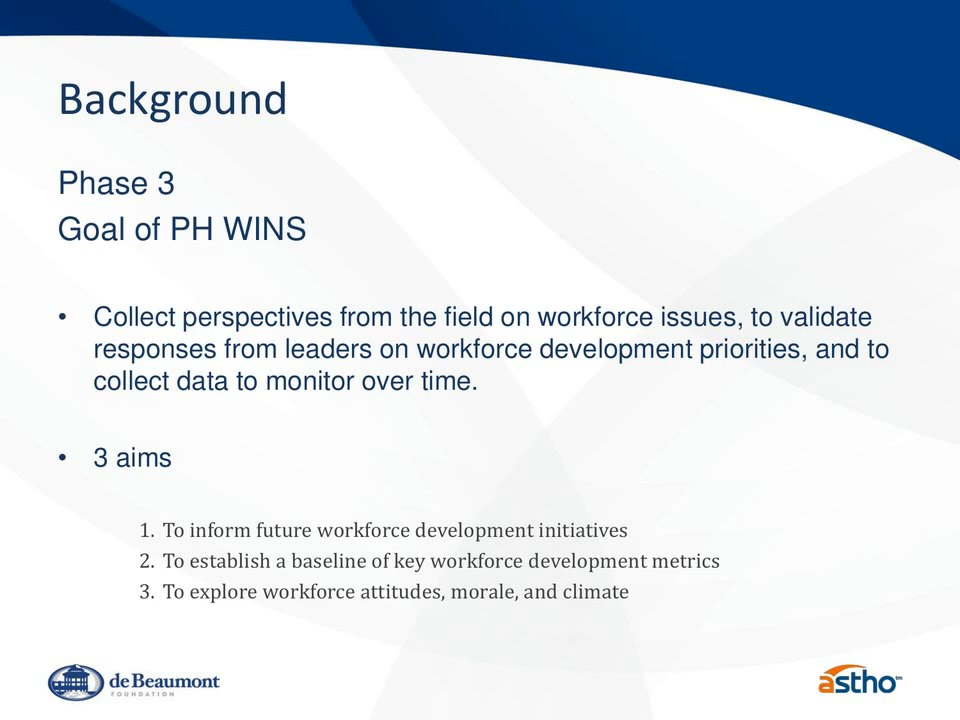 Background
Phase 3
Goal of PH WINS
• Collect perspectives from the field on workforce issues, to validate
responses from leaders on workforce development priorities, and to
collect data to monitor over time.
• 3 aims
1. To inform future workforce development initiatives
2. To establish a baseline of key workforce development metrics
3. To explore workforce attitudes, morale, and climate
de Beaumont
FOUNDATION
astho™